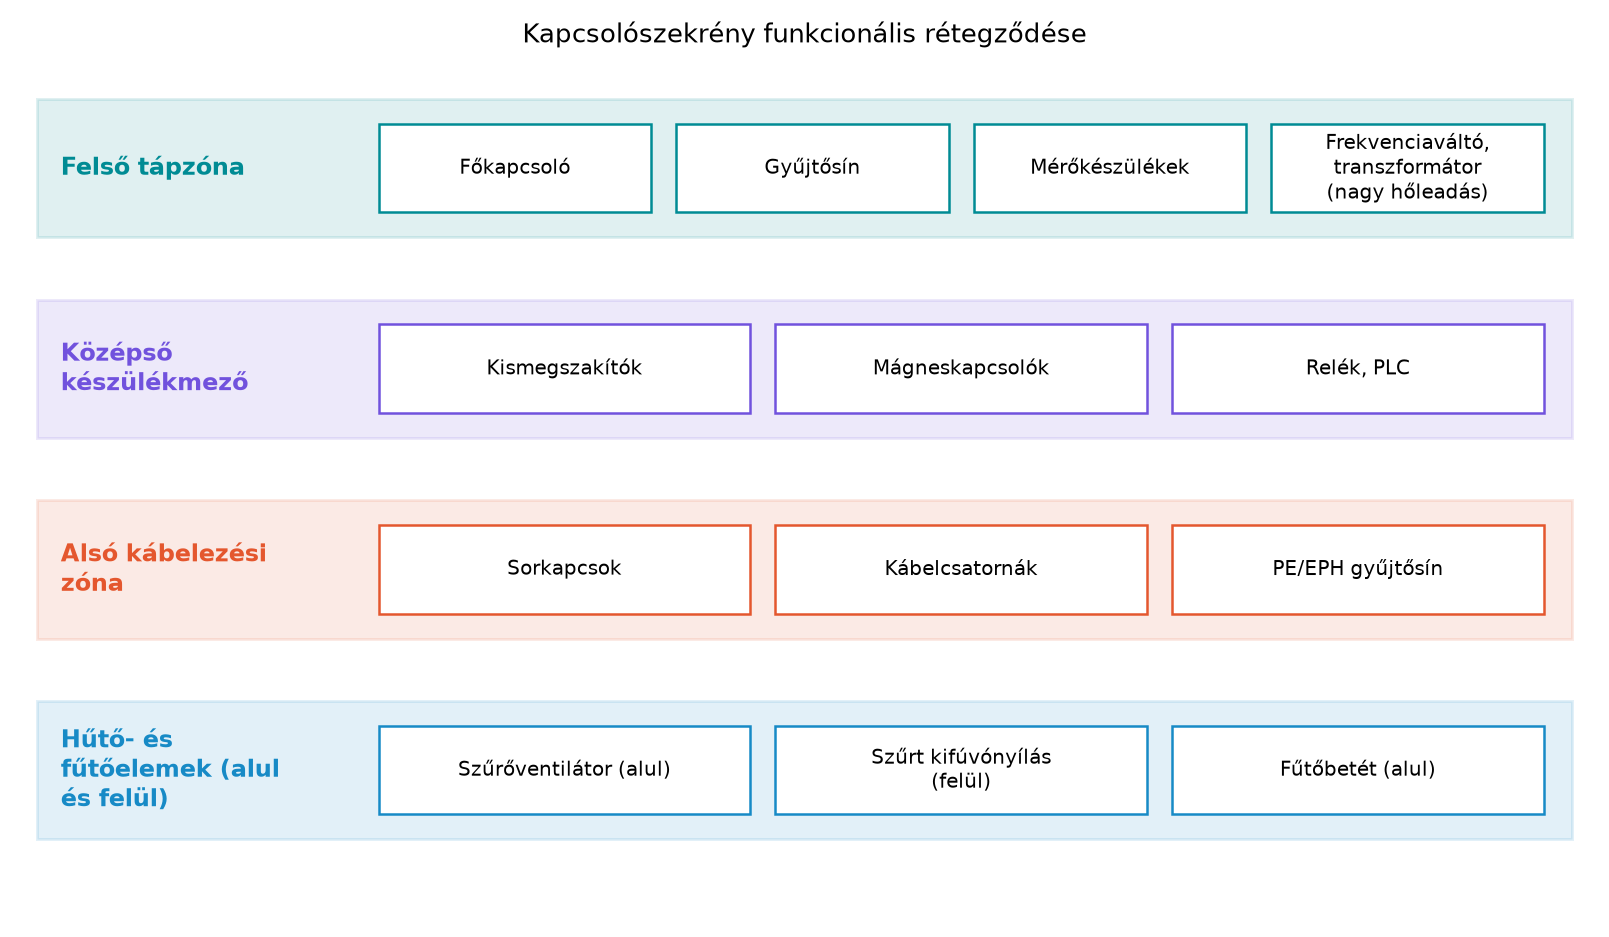 Kapcsolószekrény funkcionális rétegződése
Felső tápzóna
Főkapcsoló
Gyűjtősín
Mérőkészülékek
Frekvenciaváltó,
transzformátor
(nagy hőleadás)
Középső
készülékmező
Kismegszakítók
Mágneskapcsolók
Relék, PLC
Alsó kábelezési
zóna
Sorkapcsok
Kábelcsatornák
PE/EPH gyűjtősín
Hűtő- és
fűtőelemek (alul
és felül)
Szűrőventilátor (alul)
Szűrt kifúvónyílás
(felül)
Fűtőbetét (alul)